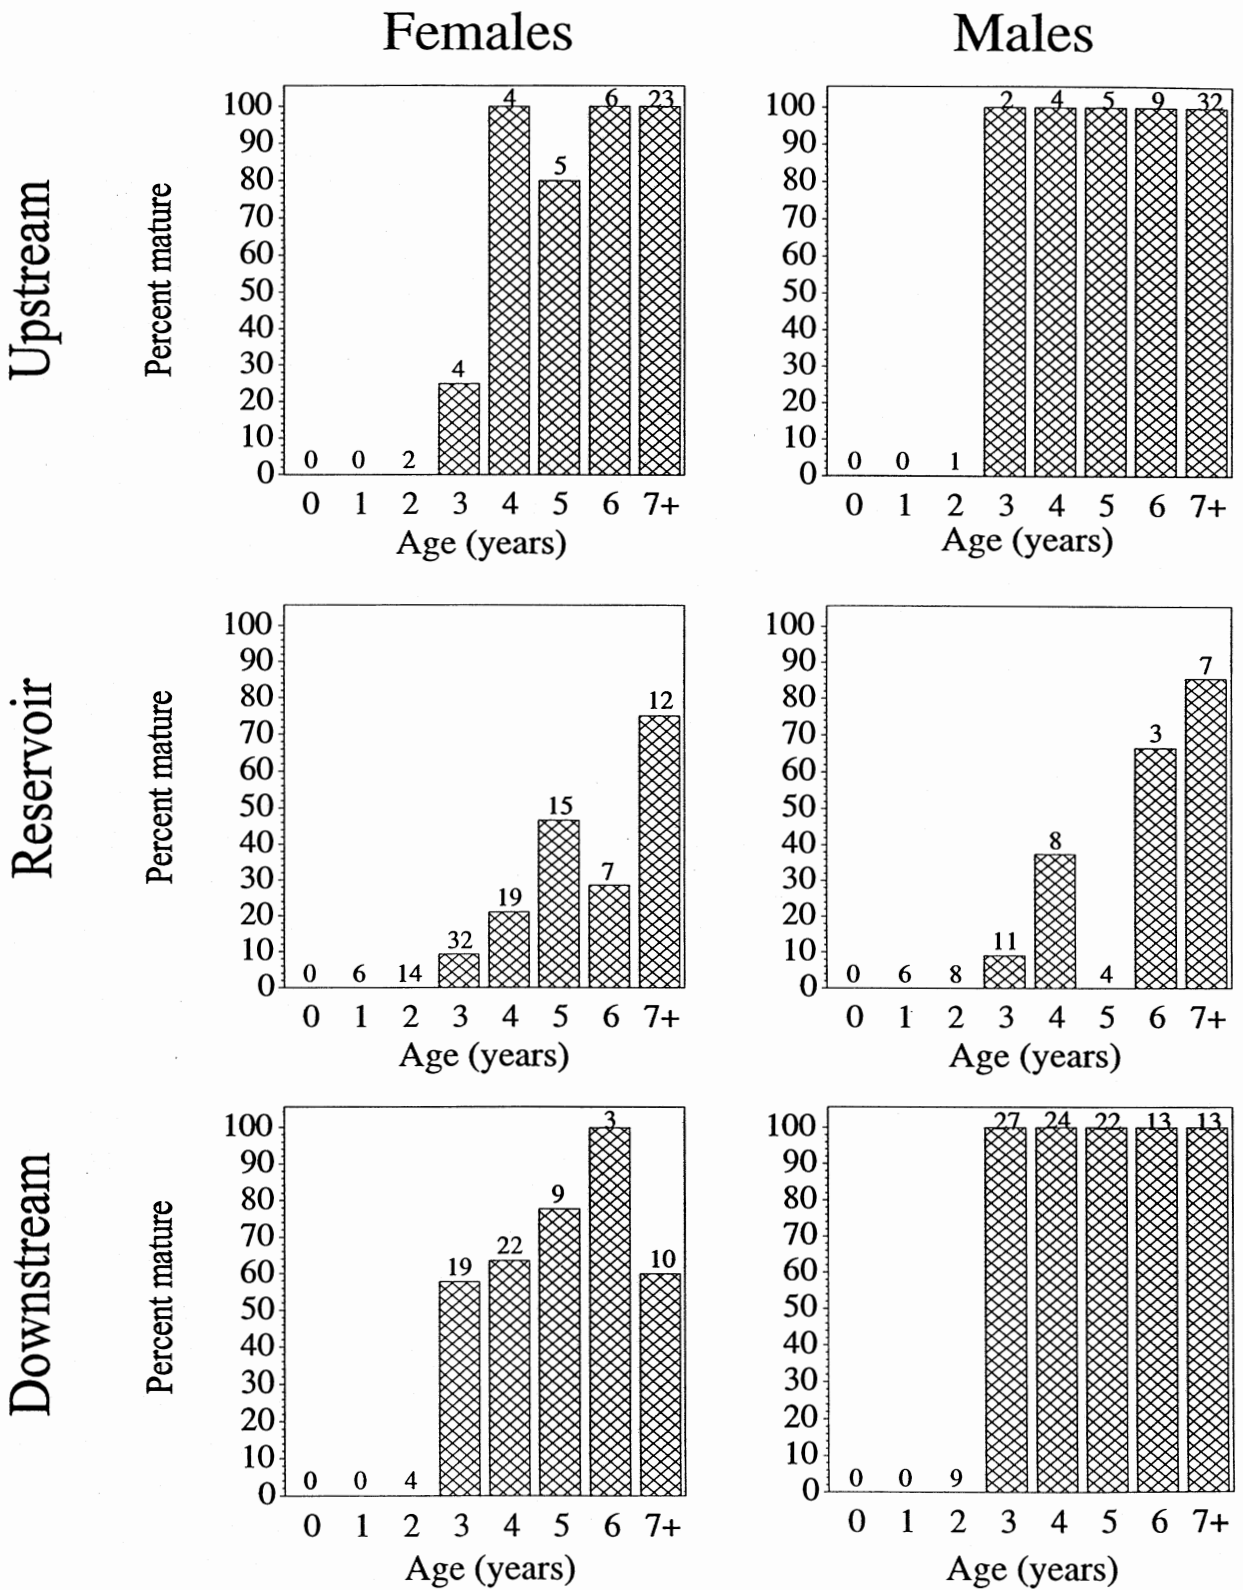 Females Males
Upstream
Percent mature
100 90 80 70 60 50 40 30 20 10 0
0 0 2 4 4 5 6 23
0 1 2 3 4 5 6 7+
Age (years)
100 90 80 70 60 50 40 30 20 10 0
0 0 1 2 4 5 9 32
0 1 2 3 4 5 6 7+
Age (years)
Reservoir
Percent mature
100 90 80 70 60 50 40 30 20 10 0
0 6 14 32 19 15 7 12
0 1 2 3 4 5 6 7+
Age (years)
100 90 80 70 60 50 40 30 20 10 0
0 6 8 11 8 4 3 7
0 1 2 3 4 5 6 7+
Age (years)
Downstream
Percent mature
100 90 80 70 60 50 40 30 20 10 0
0 0 4 19 22 9 3 10
0 1 2 3 4 5 6 7+
Age (years)
100 90 80 70 60 50 40 30 20 10 0
0 0 9 27 24 22 13 13
0 1 2 3 4 5 6 7+
Age (years)